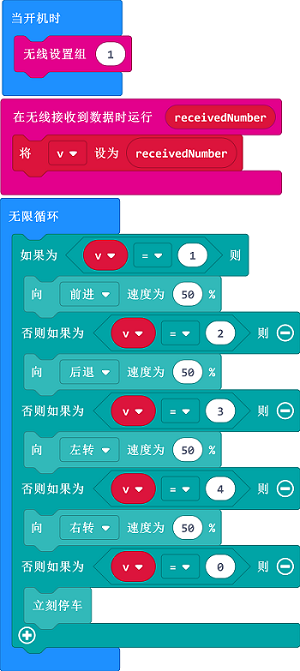 当开机时
无线设置组 1
在无线接收到数据时运行 receivedNumber
将 v 设为 receivedNumber
无限循环
如果为 v = 1 则
向 前进 速度为 50 %
否则如果为 v = 2 则
向 后退 速度为 50 %
否则如果为 v = 3 则
向 左转 速度为 50 %
否则如果为 v = 4 则
向 右转 速度为 50 %
否则如果为 v = 0 则
立刻停车